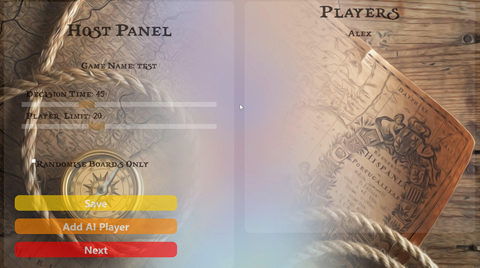 Host Panel
Game Name: test
Decision Time: 45
Player Limit: 20
Randomise Boards Only
Save
Add AI Player
Next
Players
Alex
Hispani